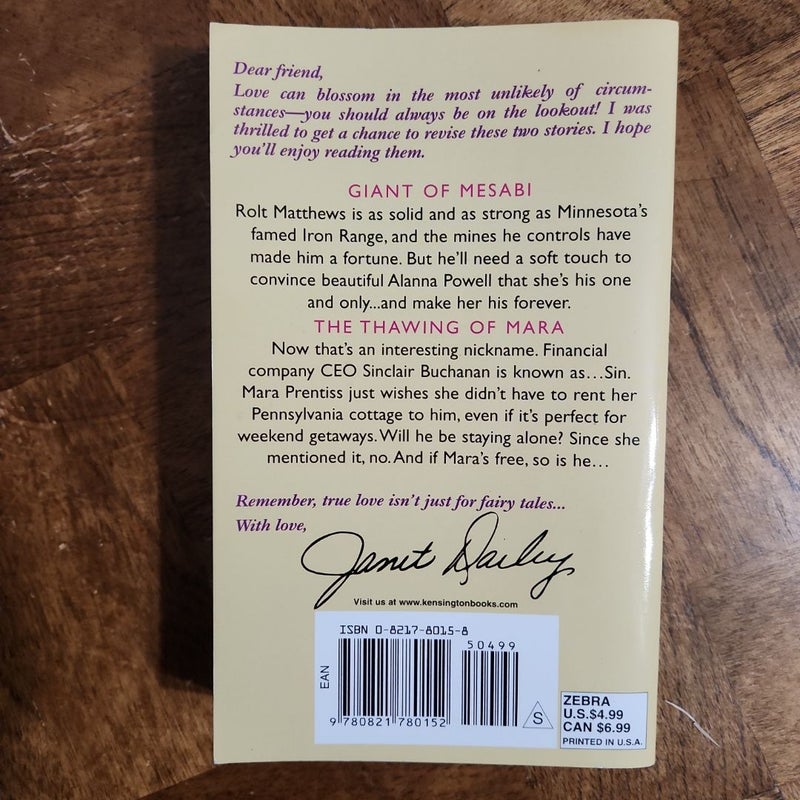 Dear friend,
Love can blossom in the most unlikely of circum-
stances—you should always be on the lookout! I was
thrilled to get a chance to revise these two stories. I hope
you'll enjoy reading them.
GIANT OF MESABI
Rolt Matthews is as solid and as strong as Minnesota's
famed Iron Range, and the mines he controls have
made him a fortune. But he'll need a soft touch to
convince beautiful Alanna Powell that she's his one
and only...and make her his forever.
THE THAWING OF MARA
Now that's an interesting nickname. Financial
company CEO Sinclair Buchanan is known as...Sin.
Mara Prentiss just wishes she didn't have to rent her
Pennsylvania cottage to him, even if it's perfect for
weekend getaways. Will he be staying alone? Since she
mentioned it, no. And if Mara's free, so is he...
Remember, true love isn't just for fairy tales...
With love,
Janet Dailey
Visit us at www.kensingtonbooks.com
ISBN 0-8217-8015-8
50499
EAN
9 780821 780152
S
ZEBRA
U.S.$4.99
CAN $6.99
PRINTED IN U.S.A.